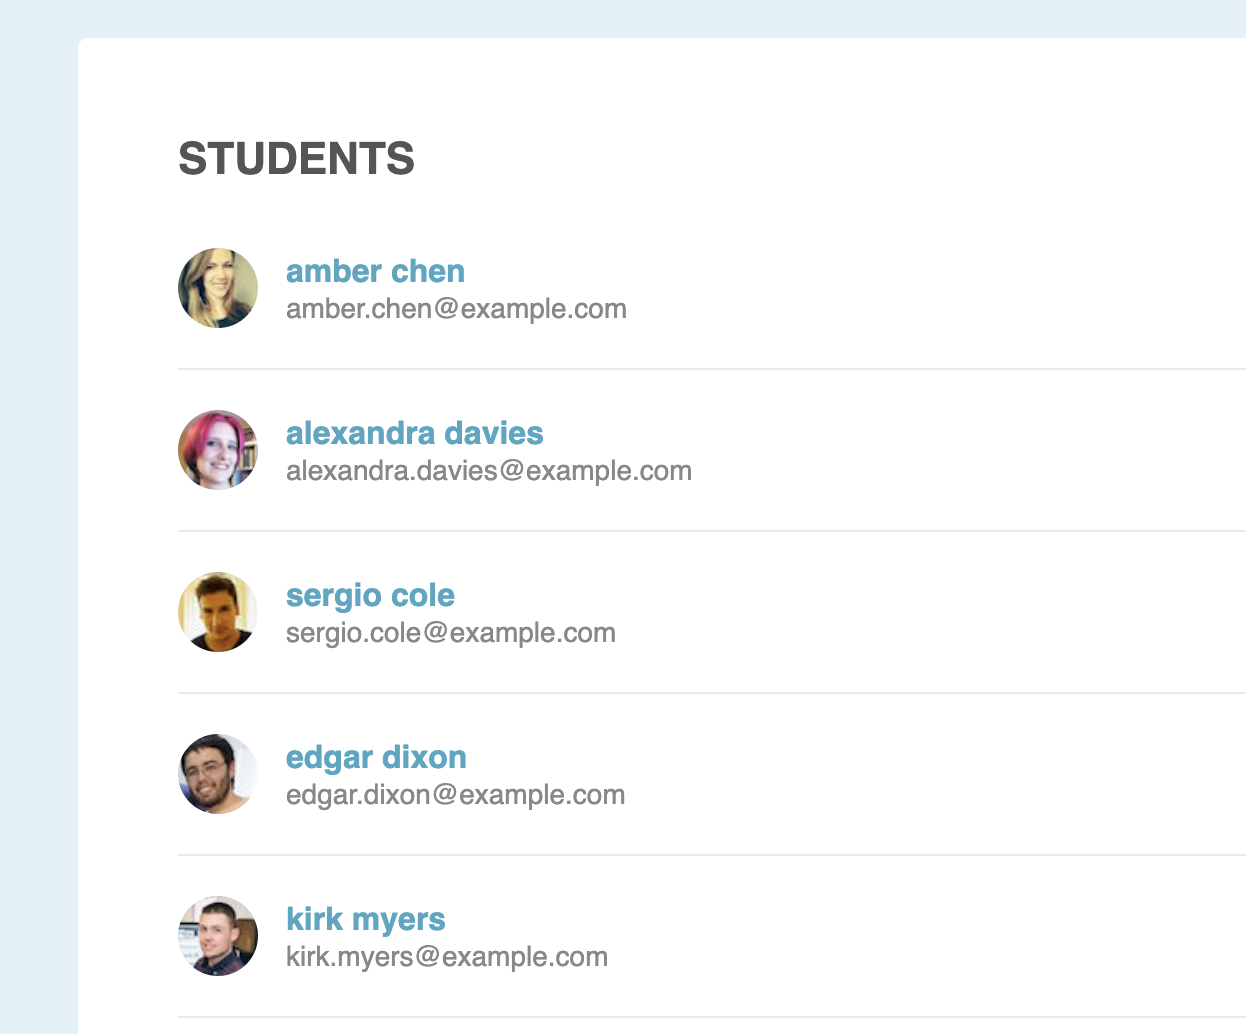 STUDENTS
amber chen
amber.chen@example.com
alexandra davies
alexandra.davies@example.com
sergio cole
sergio.cole@example.com
edgar dixon
edgar.dixon@example.com
kirk myers
kirk.myers@example.com